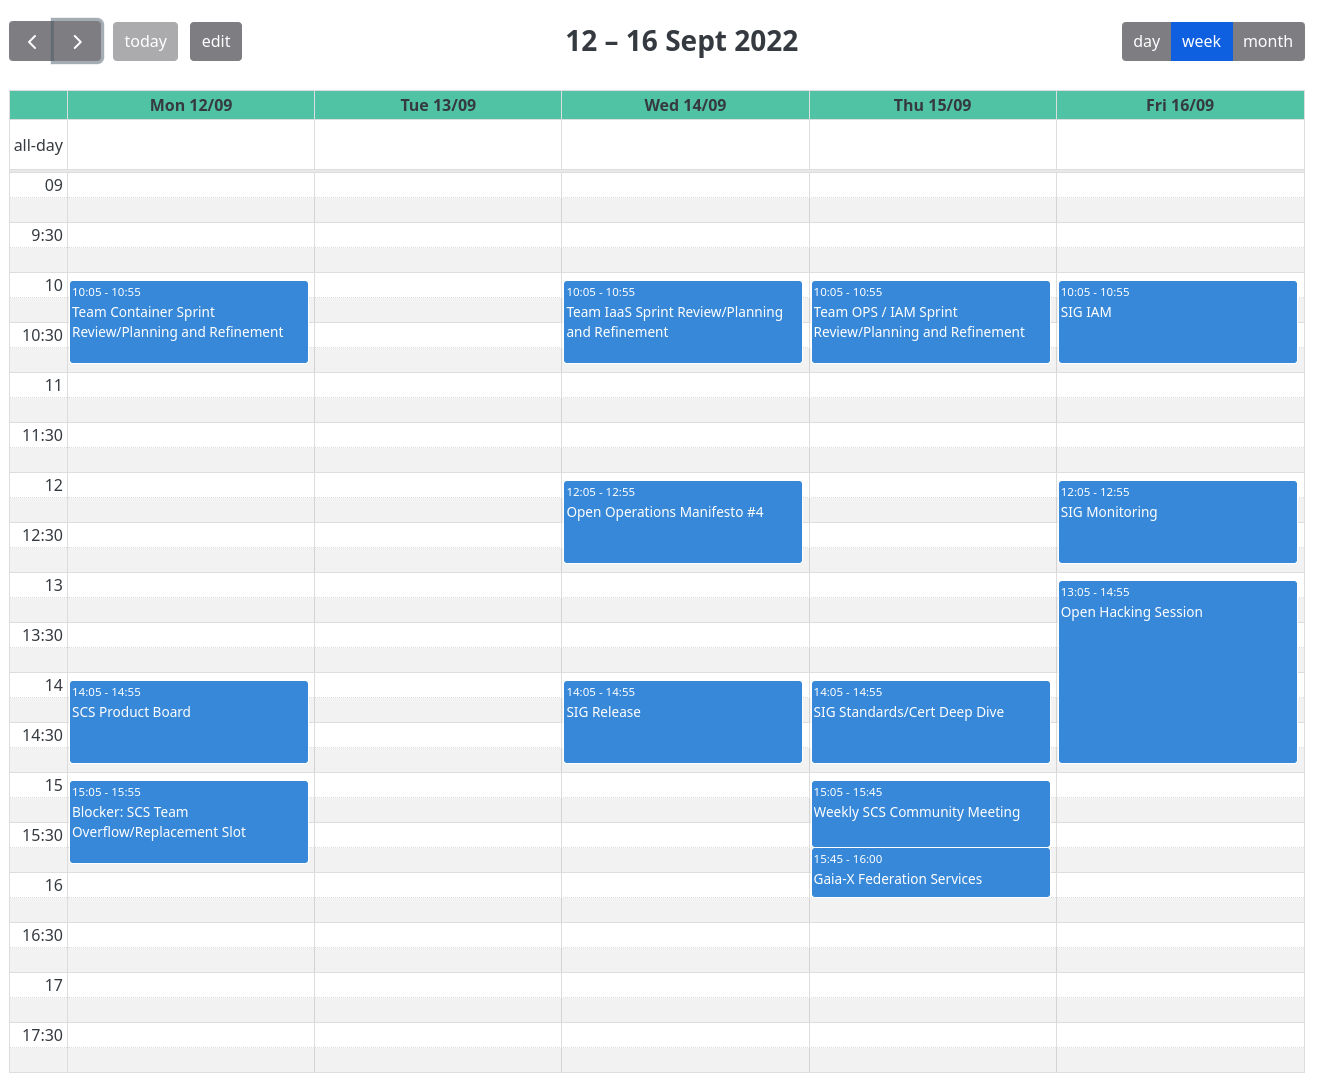 today
edit
12 – 16 Sept 2022
day
week
month
Mon 12/09
Tue 13/09
Wed 14/09
Thu 15/09
Fri 16/09
all-day
09
9:30
10
10:05 - 10:55
Team Container Sprint
Review/Planning and Refinement
10:05 - 10:55
Team IaaS Sprint Review/Planning
and Refinement
10:05 - 10:55
Team OPS / IAM Sprint
Review/Planning and Refinement
10:05 - 10:55
SIG IAM
10:30
11
11:30
12
12:05 - 12:55
Open Operations Manifesto #4
12:05 - 12:55
SIG Monitoring
12:30
13
13:05 - 14:55
Open Hacking Session
13:30
14
14:05 - 14:55
SCS Product Board
14:05 - 14:55
SIG Release
14:05 - 14:55
SIG Standards/Cert Deep Dive
14:30
15
15:05 - 15:55
Blocker: SCS Team
Overflow/Replacement Slot
15:05 - 15:45
Weekly SCS Community Meeting
15:30
15:45 - 16:00
Gaia-X Federation Services
16
16:30
17
17:30